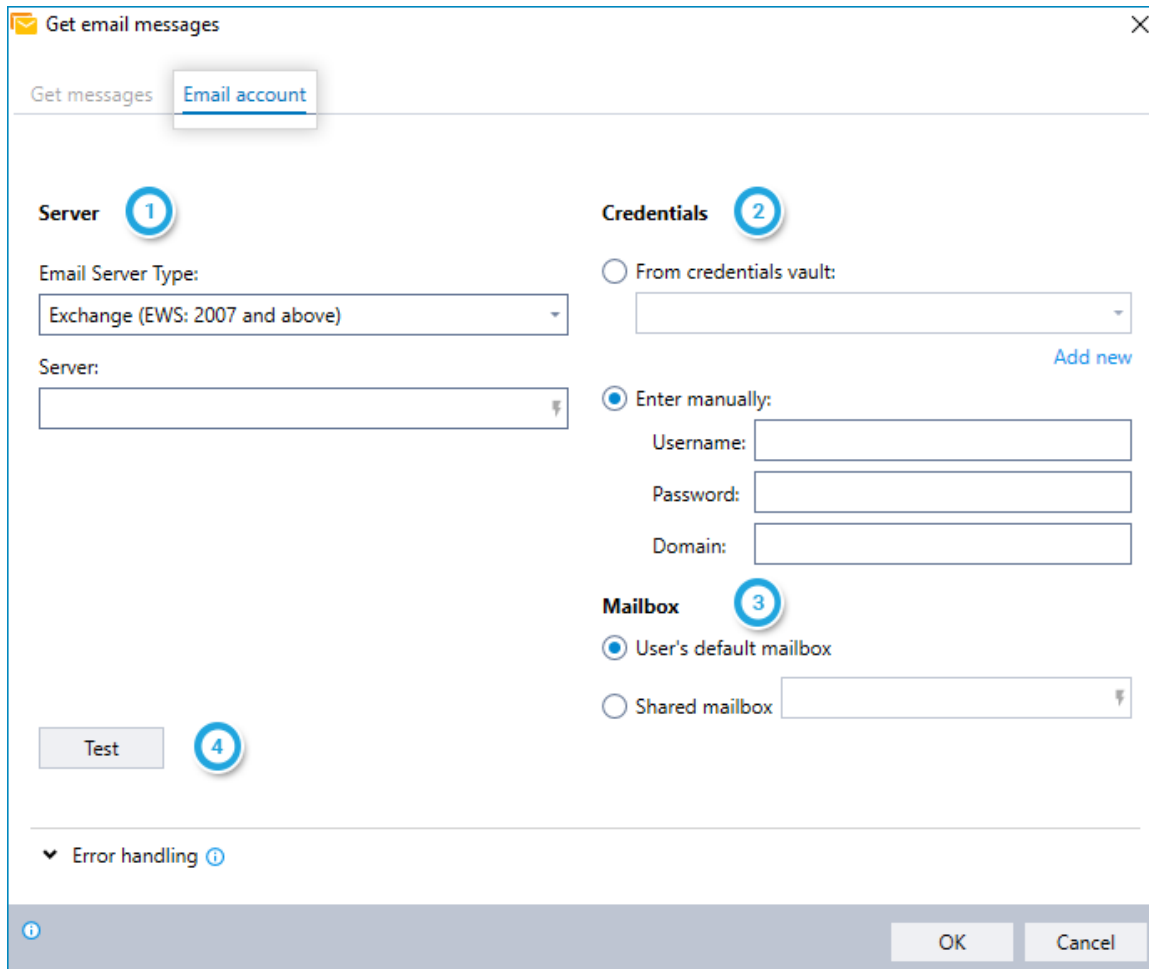 Get email messages
Get messages Email account
Server 1
Email Server Type:
Exchange (EWS: 2007 and above)
Server:
Credentials 2
From credentials vault:
Add new
Enter manually:
Username:
Password:
Domain:
Mailbox 3
User's default mailbox
Shared mailbox
Test 4
Error handling
OK Cancel